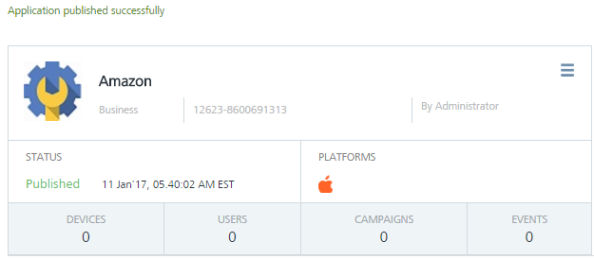 Application published successfully
Amazon
Business 12623-8600691313 By Administrator
STATUS PLATFORMS
Published 11 Jan'17, 05.40:02 AM EST
DEVICES USERS CAMPAIGNS EVENTS
0 0 0 0